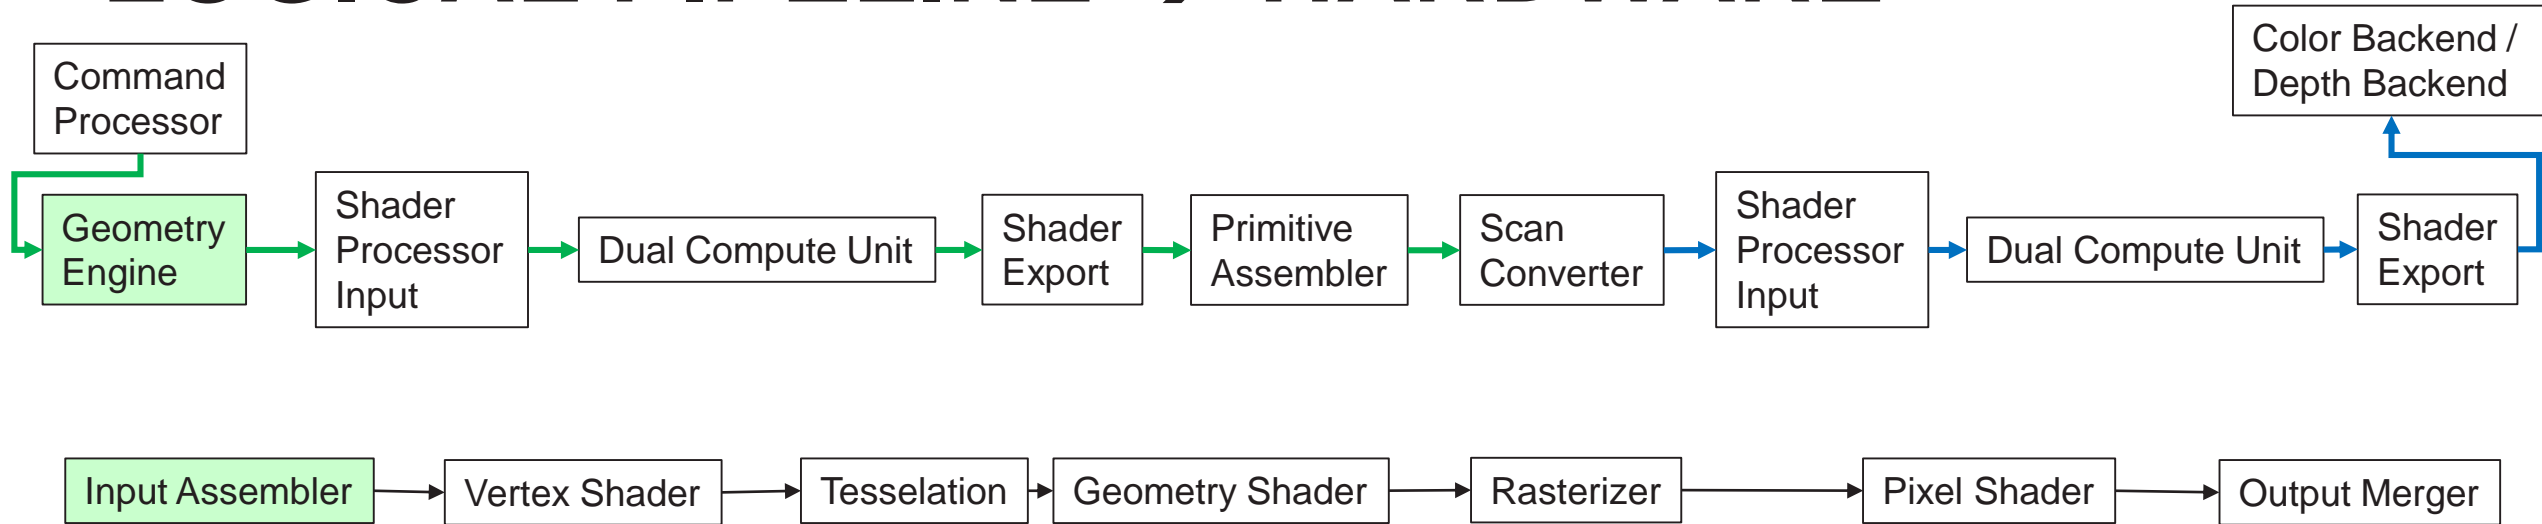 Command
Processor
Color Backend /
Depth Backend
Geometry
Engine
Shader
Processor
Input
Dual Compute Unit
Shader
Export
Primitive
Assembler
Scan
Converter
Shader
Processor
Input
Dual Compute Unit
Shader
Export
Input Assembler
Vertex Shader
Tesselation
Geometry Shader
Rasterizer
Pixel Shader
Output Merger